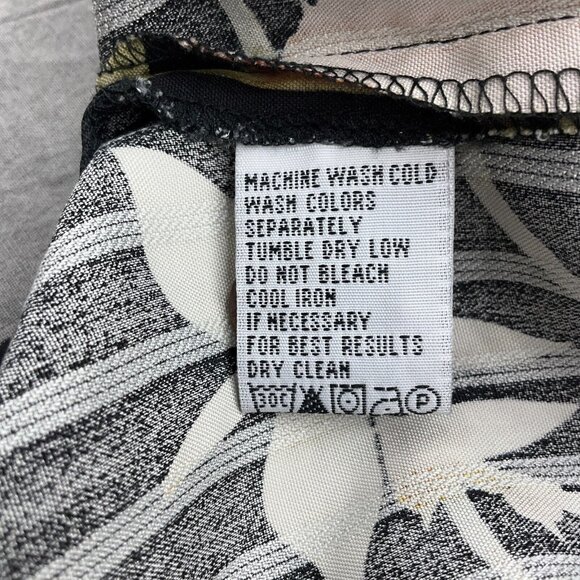 MACHINE WASH COLD
WASH COLORS
SEPARATELY
TUMBLE DRY LOW
DO NOT BLEACH
COOL IRON
IF NECESSARY
FOR BEST RESULTS
DRY CLEAN
30C P